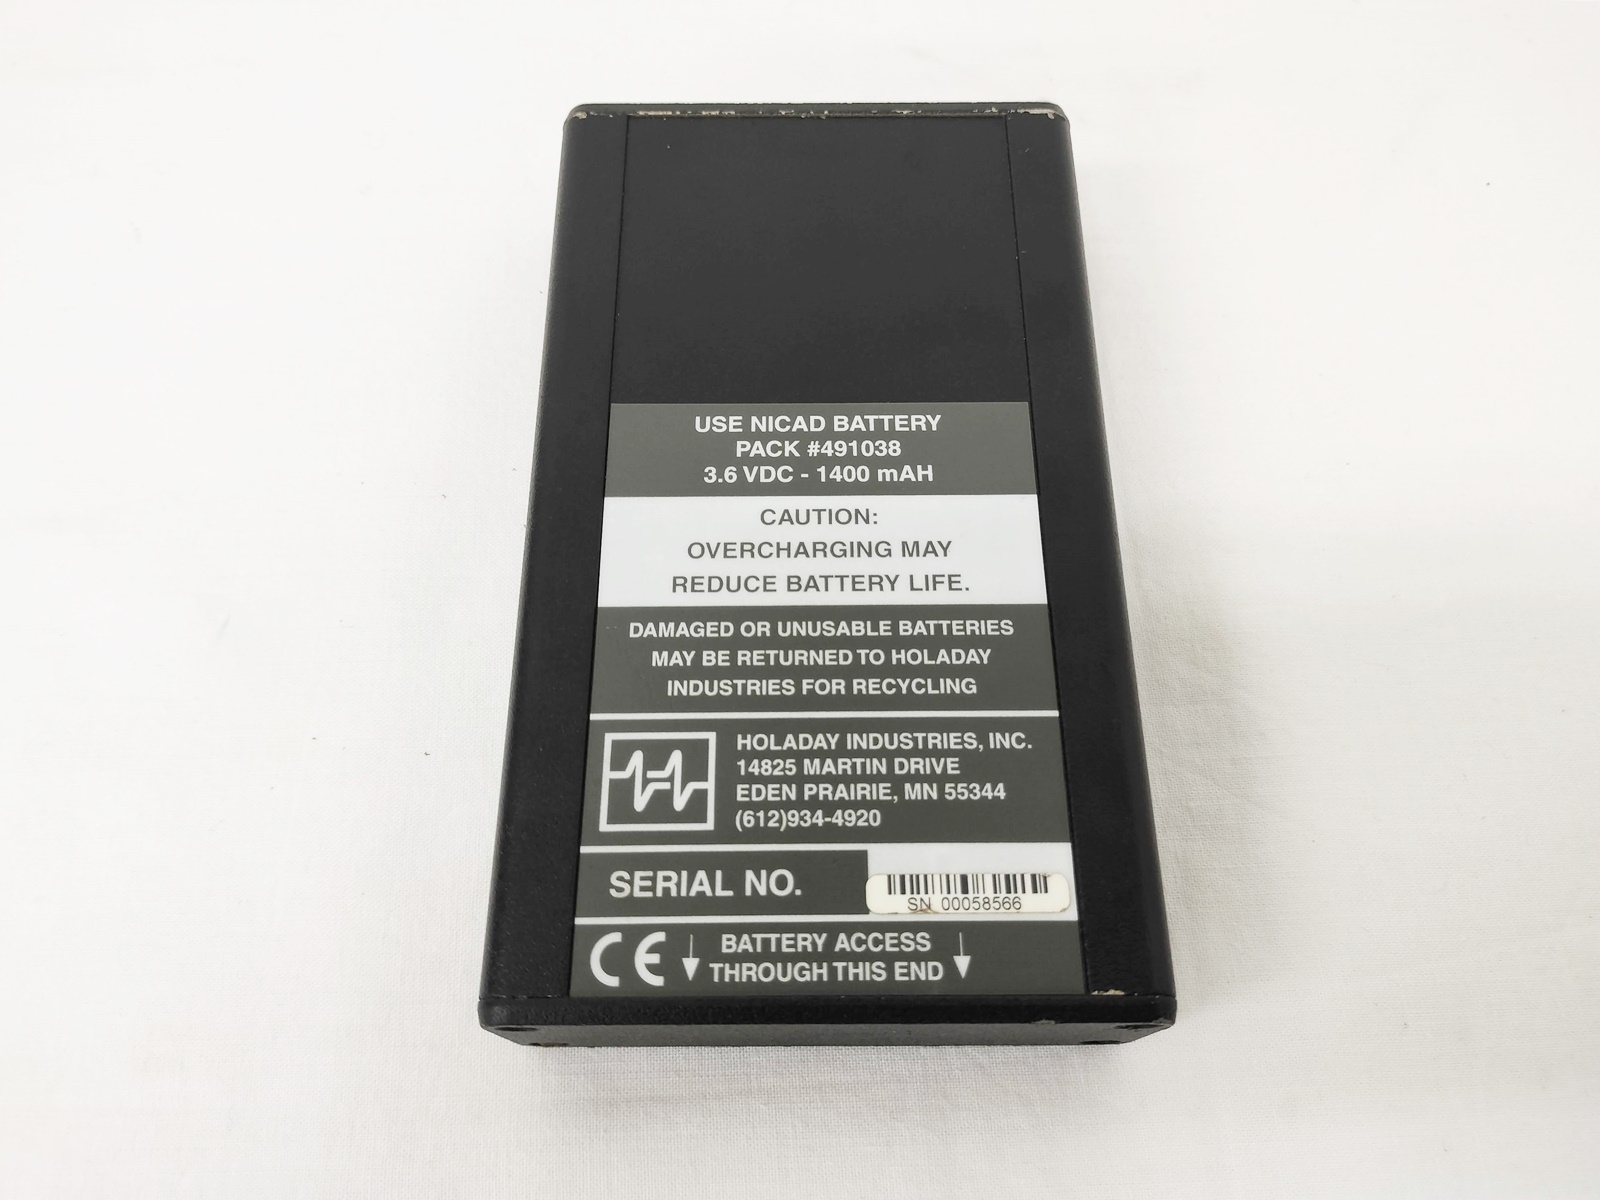 USE NICAD BATTERY
PACK #491038
3.6 VDC - 1400 mAH
CAUTION:
OVERCHARGING MAY
REDUCE BATTERY LIFE.
DAMAGED OR UNUSABLE BATTERIES
MAY BE RETURNED TO HOLADAY
INDUSTRIES FOR RECYCLING
HOLADAY INDUSTRIES, INC.
14825 MARTIN DRIVE
EDEN PRAIRIE, MN 55344
(612)934-4920
SERIAL NO.
SN 00058566
CE
BATTERY ACCESS
THROUGH THIS END